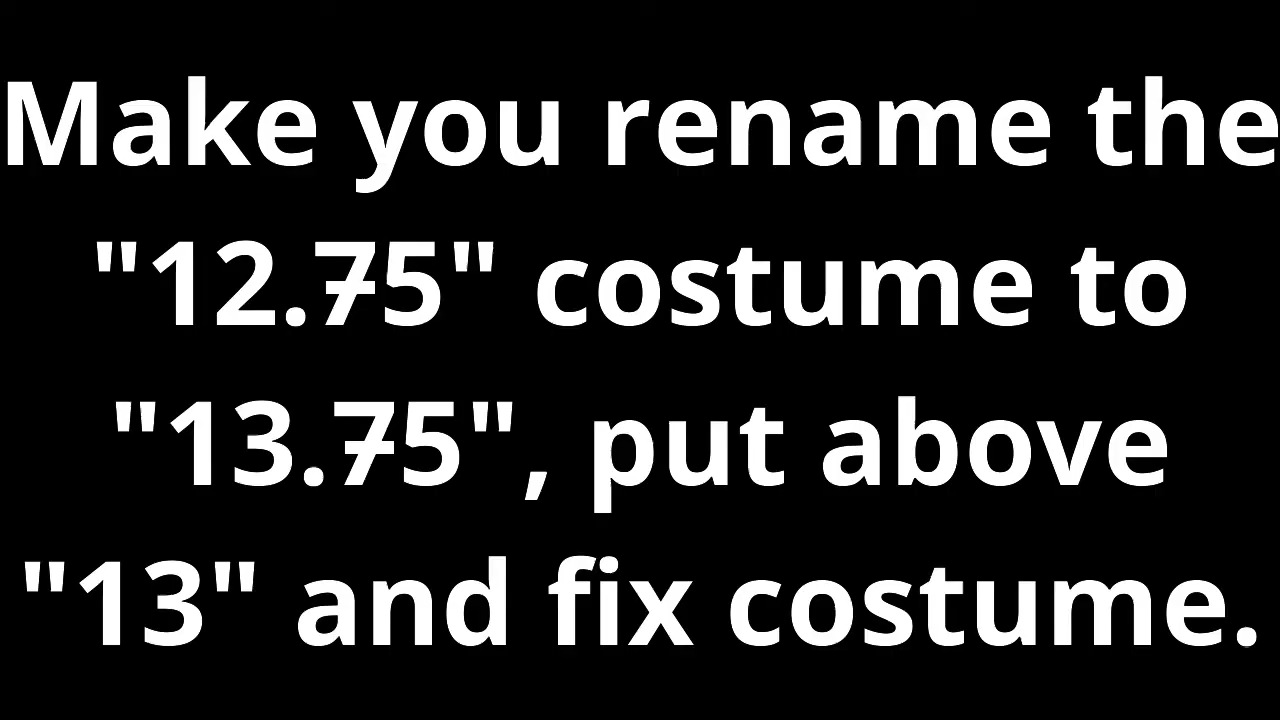 Make you rename the
"12.75" costume to
"13.75", put above
"13" and fix costume.